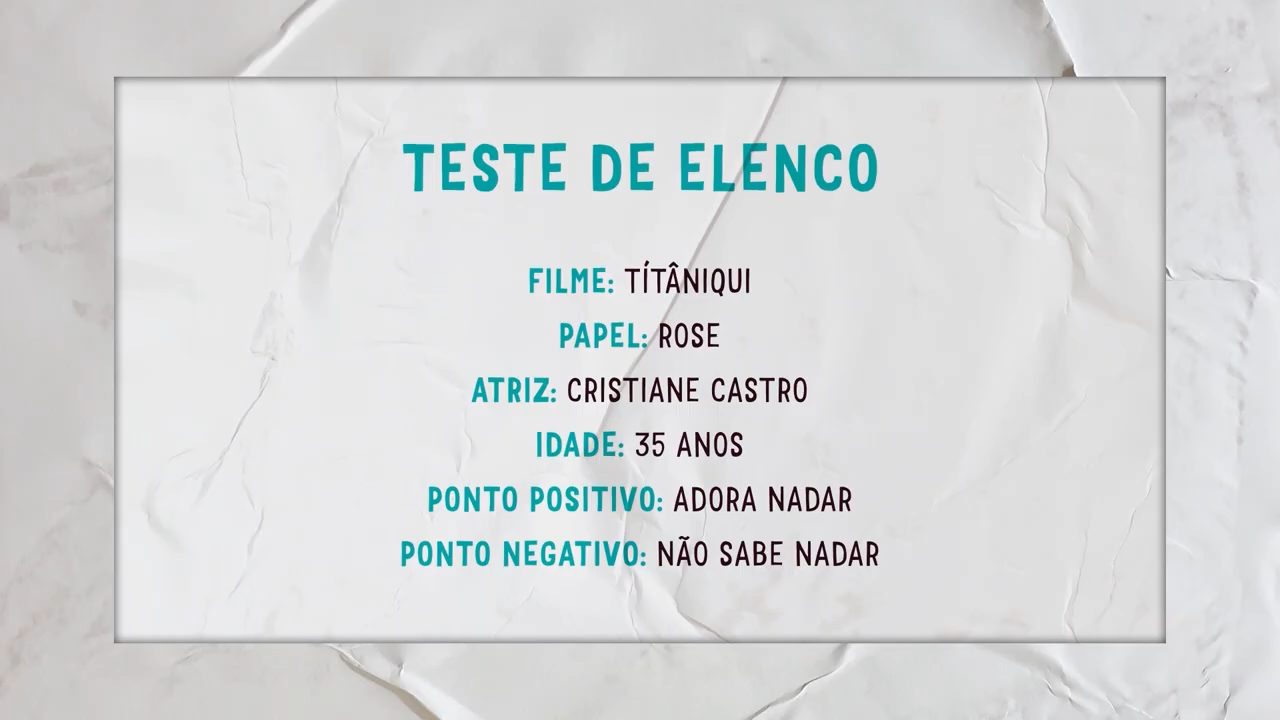 TESTE DE ELENCO
FILME: TÍTÂNIQUI
PAPEL: ROSE
ATRIZ: CRISTIANE CASTRO
IDADE: 35 ANOS
PONTO POSITIVO: ADORA NADAR
PONTO NEGATIVO: NÃO SABE NADAR